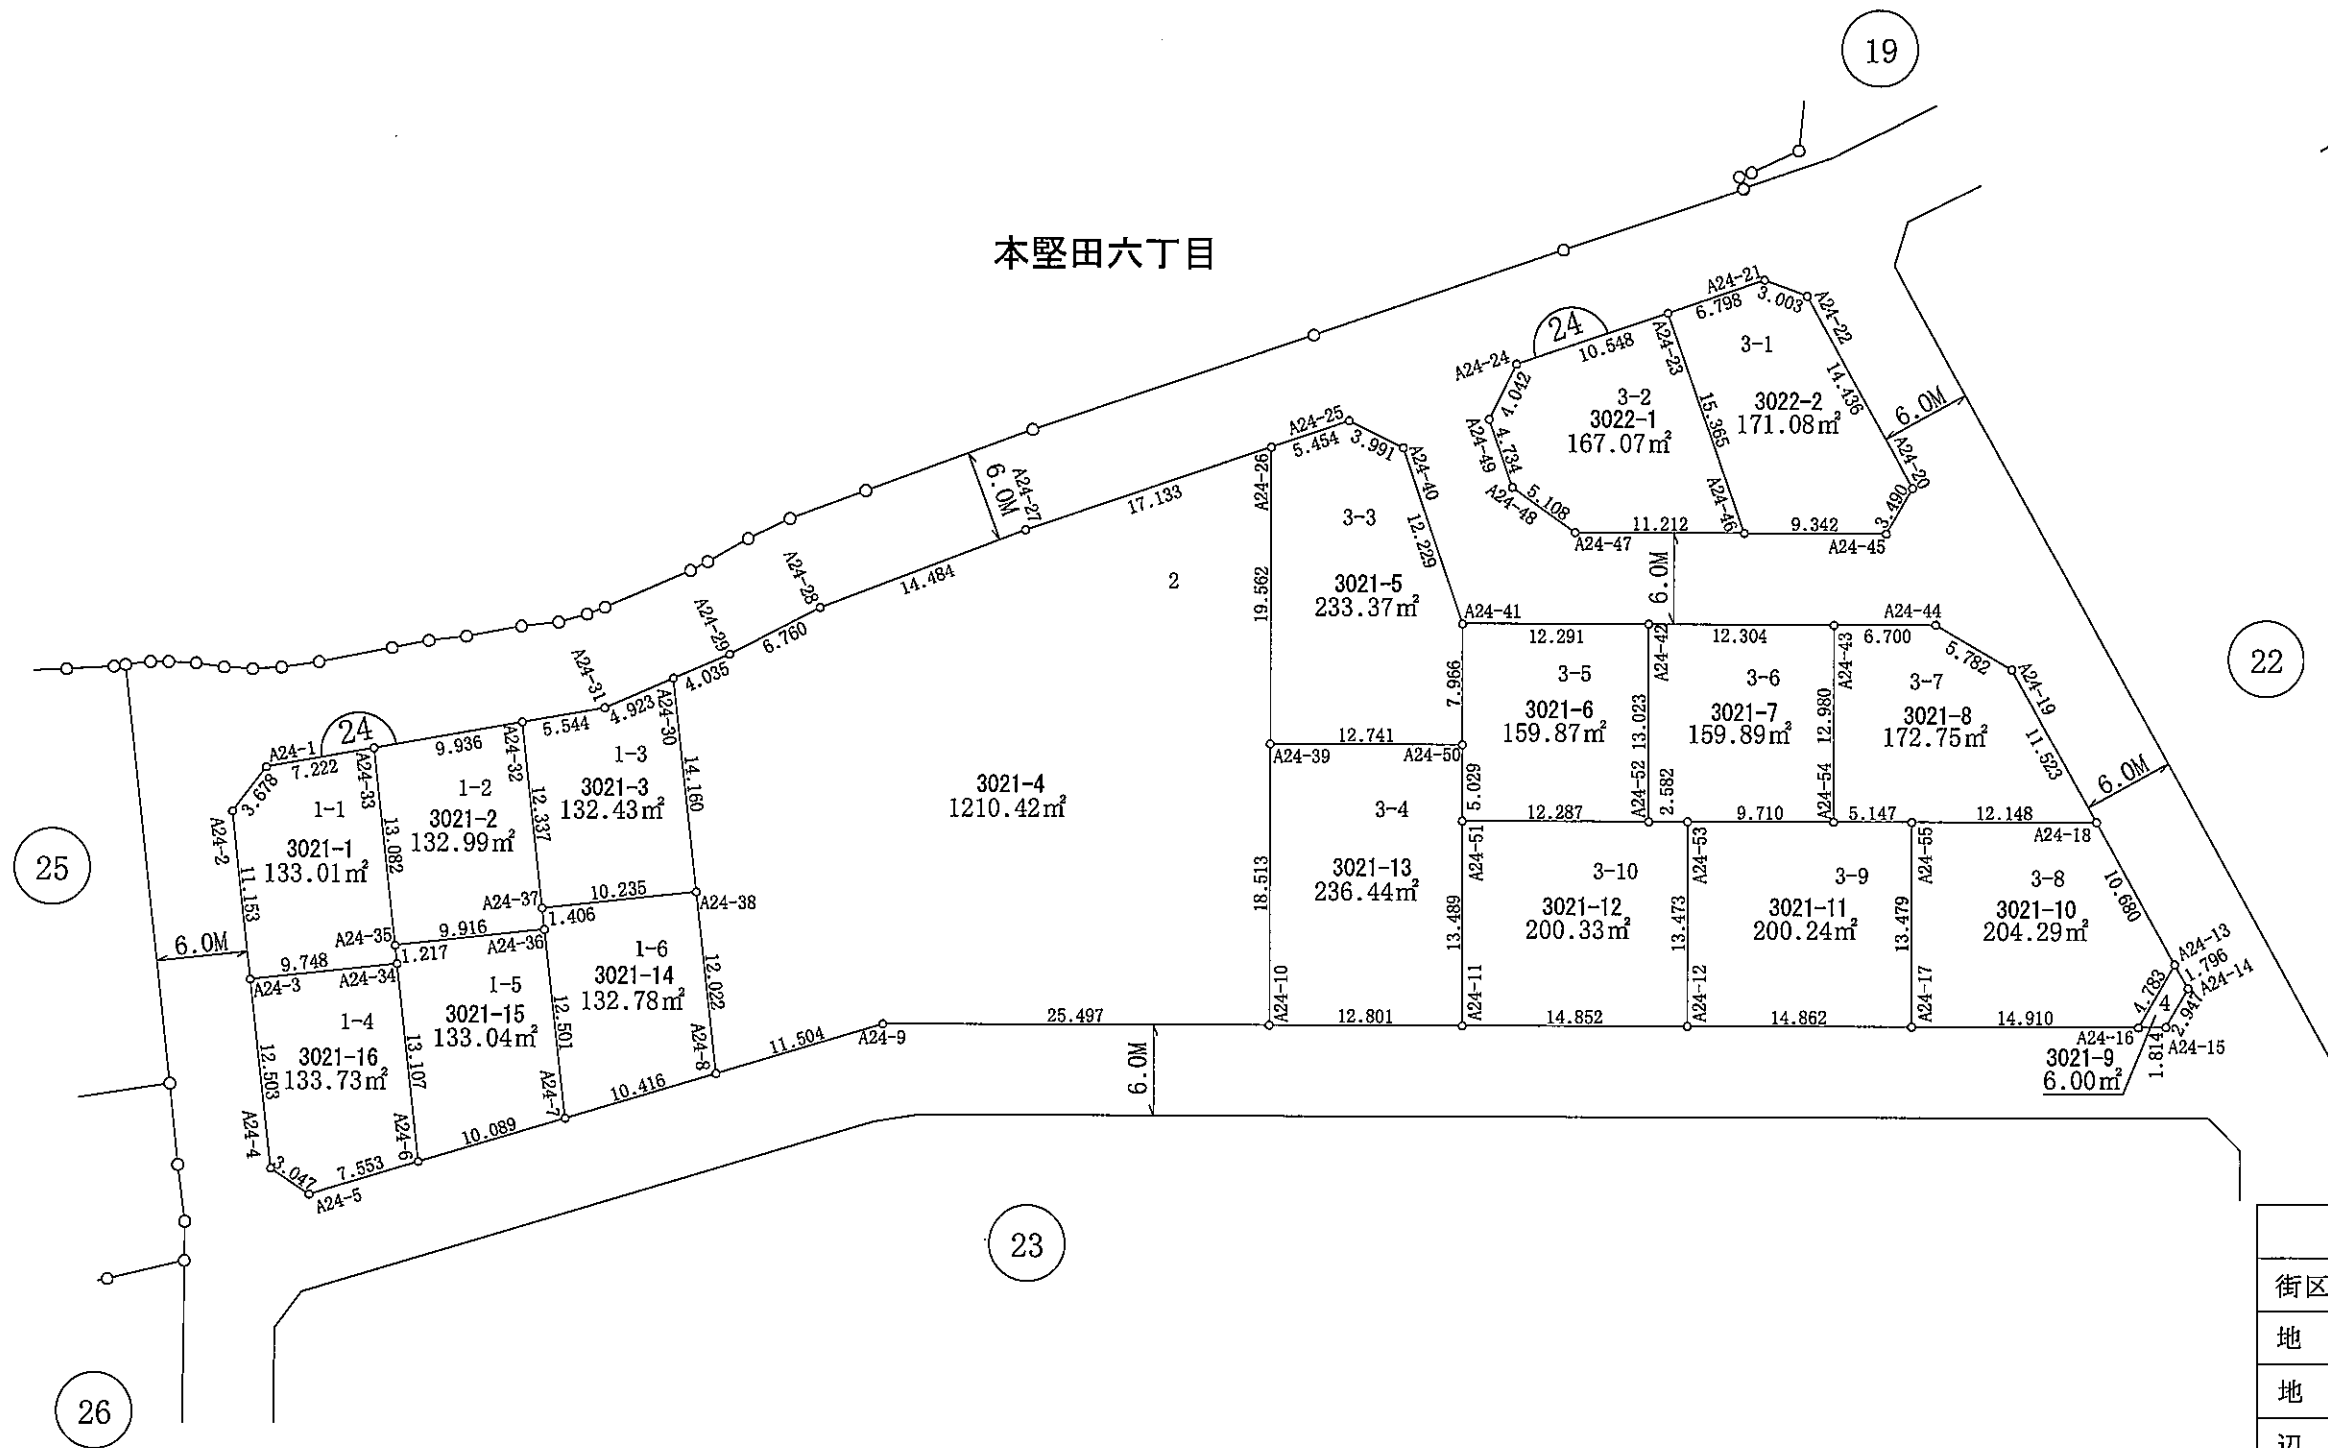 19
本堅田六丁目
A24-21
6.798
3.003
A24-22
24
10.548
A24-23
A24-24
3-1
14.436
4.042
3-2
3022-1
167.07㎡
15.365
3022-2
171.08㎡
6.0M
A24-25
5.454
3.991
A24-49
4.734
A24-48
5.108
A24-46
A24-20
3.490
A24-26
A24-40
11.212
A24-47
9.342
A24-45
6.0M
A24-27
17.133
3-3
12.229
6.0M
A24-28
14.484
2
19.562
3021-5
233.37㎡
A24-41
12.291
A24-42
12.304
A24-43
6.700
A24-44
5.782
A24-19
22
A24-29
6.760
A24-31
4.035
A24-30
4.923
5.544
7.966
3-5
3021-6
159.87㎡
13.023
3-6
3021-7
159.89㎡
12.980
3-7
3021-8
172.75㎡
11.523
6.0M
24
A24-1
7.222
9.936
A24-32
A24-33
3.678
A24-2
1-1
3021-1
133.01㎡
11.153
13.082
1-2
3021-2
132.99㎡
12.337
1-3
3021-3
132.43㎡
14.160
3021-4
1210.42㎡
12.741
A24-39
A24-50
5.029
A24-52
2.582
A24-54
12.287
9.710
5.147
12.148
A24-18
3-4
3021-13
236.44㎡
18.513
A24-51
13.489
3-10
3021-12
200.33㎡
A24-53
13.473
3-9
3021-11
200.24㎡
A24-55
13.479
3-8
3021-10
204.29㎡
10.680
25
A24-37
10.235
A24-38
1.406
A24-35
9.916
A24-36
6.0M
9.748
1.217
A24-3
A24-34
1-6
3021-14
132.78㎡
12.022
1-5
3021-15
133.04㎡
12.501
1-4
3021-16
133.73㎡
12.503
13.107
A24-10
A24-11
A24-12
A24-17
A24-13
1.796
A24-14
4.783
4
2.947
A24-9
25.497
12.801
14.852
14.862
14.910
A24-16
1.814
A24-15
3021-9
6.00㎡
6.0M
A24-8
11.504
A24-7
10.416
A24-6
10.089
A24-4
3.047
7.553
A24-5
23
26
街区
地
地
辺